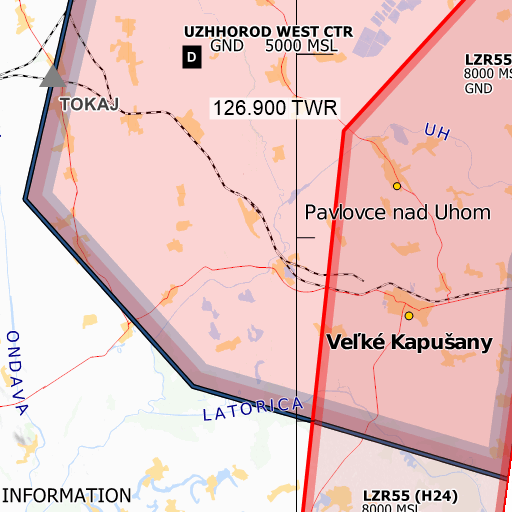 UZHHOROD WEST CTR
D
GND 5000 MSL
LZR55
8000 MS
GND
TOKAJ
126.900 TWR
UH
Pavlovce nad Uhom
Veľké Kapušany
ONDAVA
LATORICA
INFORMATION
LZR55 (H24)
8000 MSL